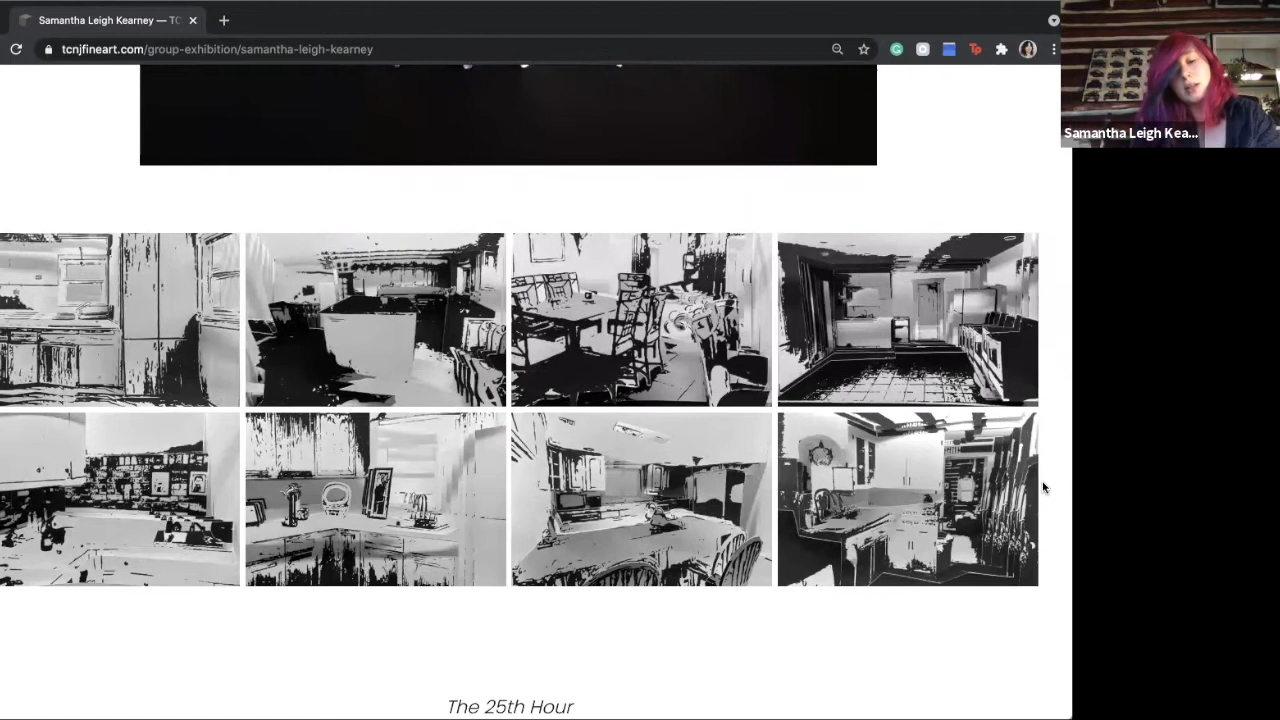 Samantha Leigh Kearney — TC
tcnjfineart.com/group-exhibition/samantha-leigh-kearney
Samantha Leigh Kea...
The 25th Hour